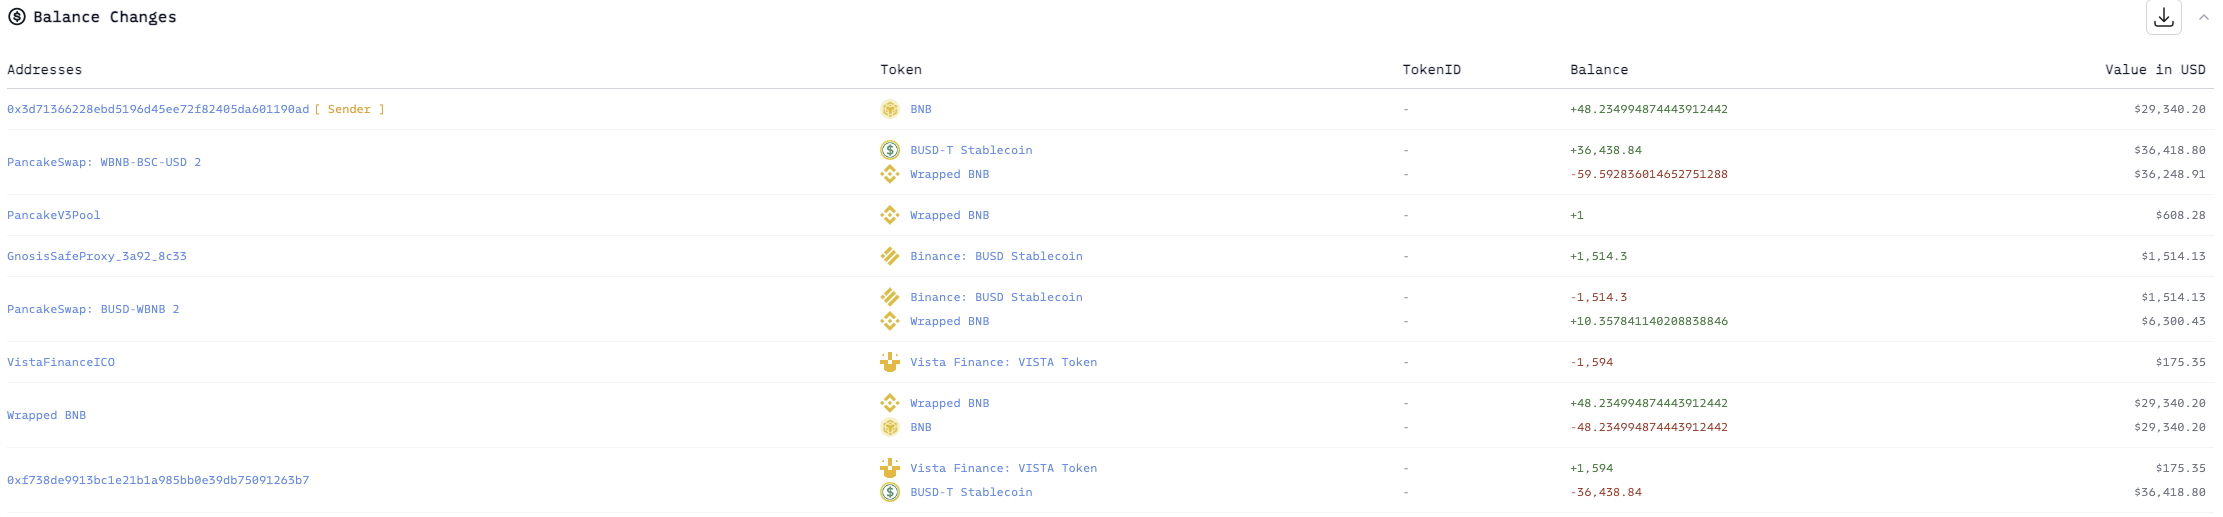 Balance Changes
Addresses Token TokenID Balance Value in USD
0x3d71366228ebd5196d45ee72f82405da601190ad [ Sender ] BNB - +48.234994874443912442 $29,340.20
BUSD-T Stablecoin - +36,438.84 $36,418.80
PancakeSwap: WBNB-BSC-USD 2
Wrapped BNB - -59.592836014652751288 $36,248.91
PancakeV3Pool Wrapped BNB - +1 $608.28
GnosisSafeProxy_3a92_8c33 Binance: BUSD Stablecoin - +1,514.3 $1,514.13
Binance: BUSD Stablecoin - -1,514.3 $1,514.13
PancakeSwap: BUSD-WBNB 2
Wrapped BNB - +10.357841140208838846 $6,300.43
VistaFinanceICO Vista Finance: VISTA Token - -1,594 $175.35
Wrapped BNB - +48.234994874443912442 $29,340.20
Wrapped BNB
BNB - -48.234994874443912442 $29,340.20
Vista Finance: VISTA Token - +1,594 $175.35
0xf738de9913bc1e21b1a985bb0e39db75091263b7
BUSD-T Stablecoin - -36,438.84 $36,418.80